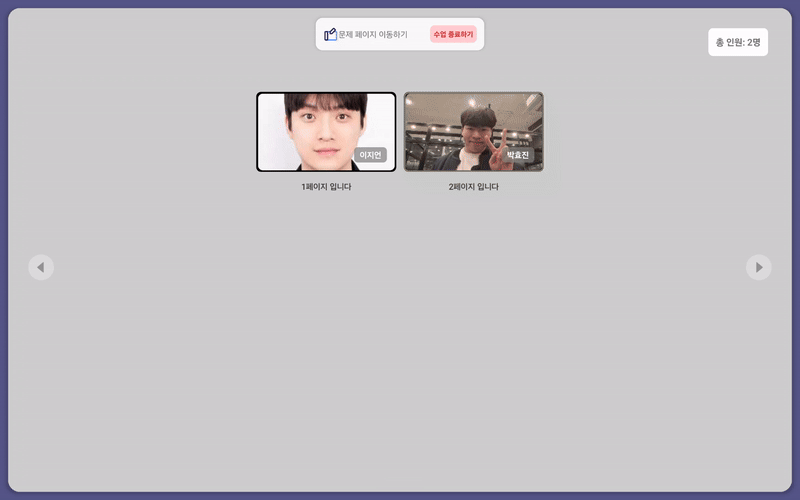 문제 페이지 이동하기
수업 종료하기
총 인원: 2명
이지언
박효진
1페이지 입니다
2페이지 입니다